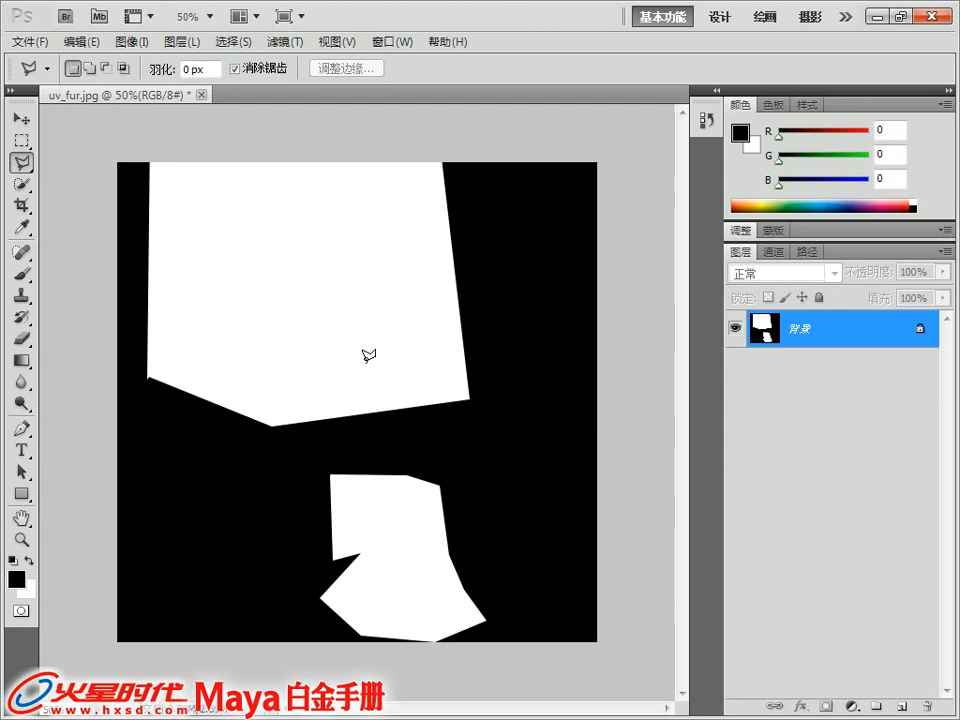 Ps Br Mb 50% 基本功能 设计 绘画 摄影
文件(F) 编辑(E) 图像(I) 图层(L) 选择(S) 滤镜(T) 视图(V) 窗口(W) 帮助(H)
羽化: 0 px 消除锯齿 调整边缘...
uv_fur.jpg @ 50%(RGB/8#) *
颜色 色板 样式
R 0
G 0
B 0
调整 蒙版
图层 通道 路径
正常 不透明度: 100%
锁定: 填充: 100%
背景
T
fx
火星时代 Maya 白金手册
www.hxsd.com